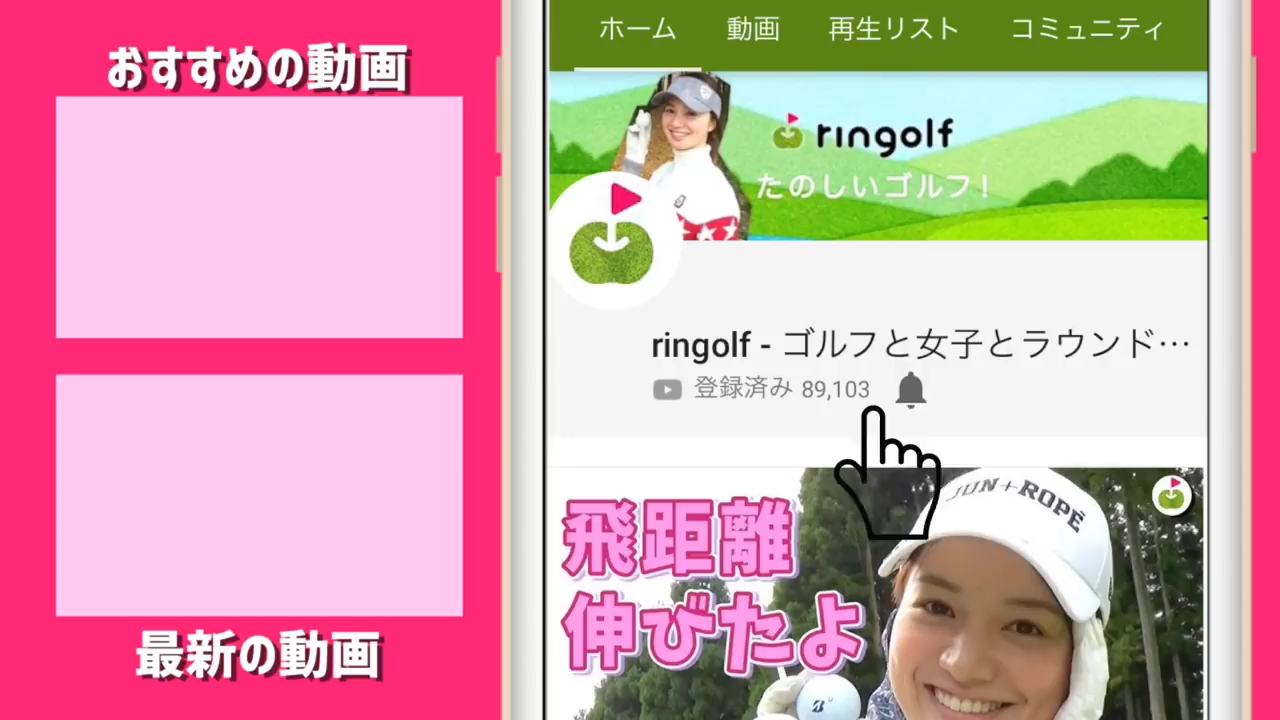 おすすめの動画
最新の動画
ホーム 動画 再生リスト コミュニティ
ringolf
たのしいゴルフ!
ringolf - ゴルフと女子とラウンド…
登録済み 89,103
飛距離
伸びたよ
JUN+ROPÉ
B